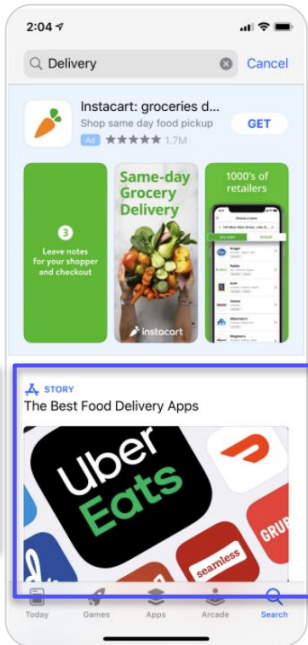 2:04
Delivery
Cancel
Instacart: groceries d...
Shop same day food pickup
GET
Ad ★★★★★ 1.7M
3
Leave notes
for your shopper
and checkout
Same-day
Grocery
Delivery
instacart
1000's of
retailers
STORY
The Best Food Delivery Apps
Uber
Eats
GRU
seamless
Today
Games
Apps
Arcade
Search